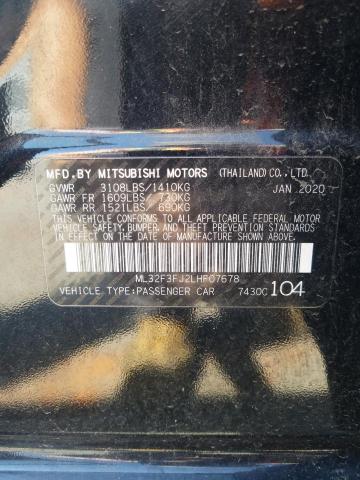 MFD.BY MITSUBISHI MOTORS (THAILAND)CO.,LTD.
GVWR 3108LBS/1410KG JAN 2020
GAWR FR 1609LBS/ 730KG
GAWR RR 1521LBS/ 690KG
THIS VEHICLE CONFORMS TO ALL APPLICABLE FEDERAL MOTOR
VEHICLE SAFETY, BUMPER, AND THEFT PREVENTION STANDARDS
IN EFFECT ON THE DATE OF MANUFACTURE SHOWN ABOVE.
ML32F3FJ2LHF07678
VEHICLE TYPE:PASSENGER CAR 7430C 104